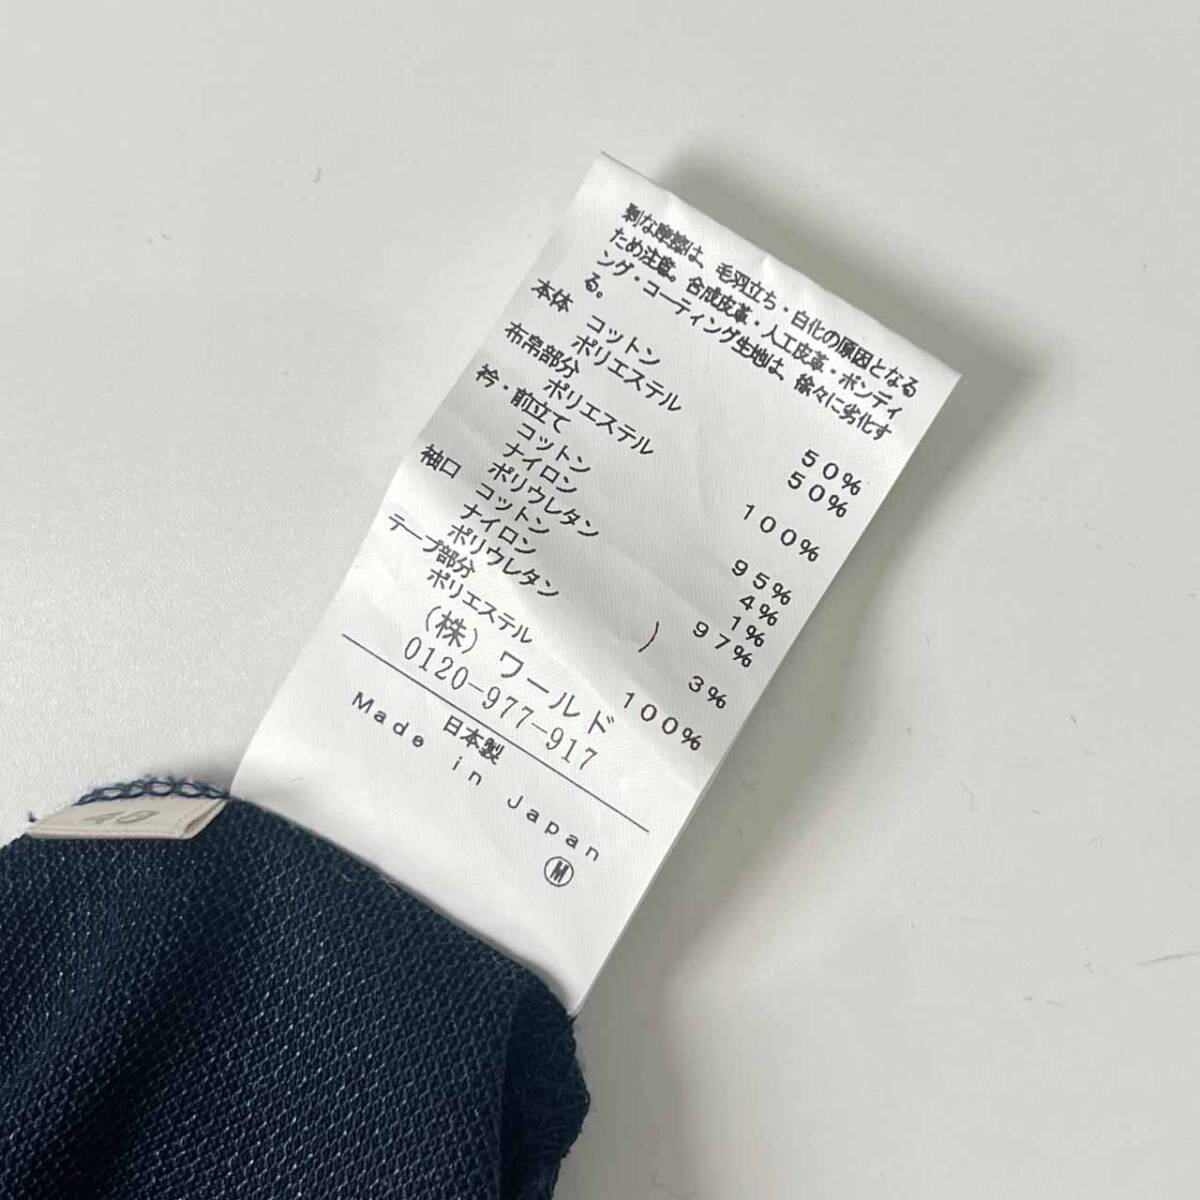 剰な摩擦は、毛羽立ち・白化の原因となる
ため注意。合成皮革・人工皮革・ボンディ
ング・コーティング生地は、徐々に劣化す
る。
本体 コットン 50%
ポリエステル 50%
布帛部分
ポリエステル 100%
衿・前立て
コットン 95%
ナイロン 4%
ポリウレタン 1%
袖口 コットン 97%
ナイロン }
ポリウレタン 3%
テープ部分
ポリエステル 100%
(株)ワールド
0120-977-917
日本製
Made in Japan
Ⓜ
49